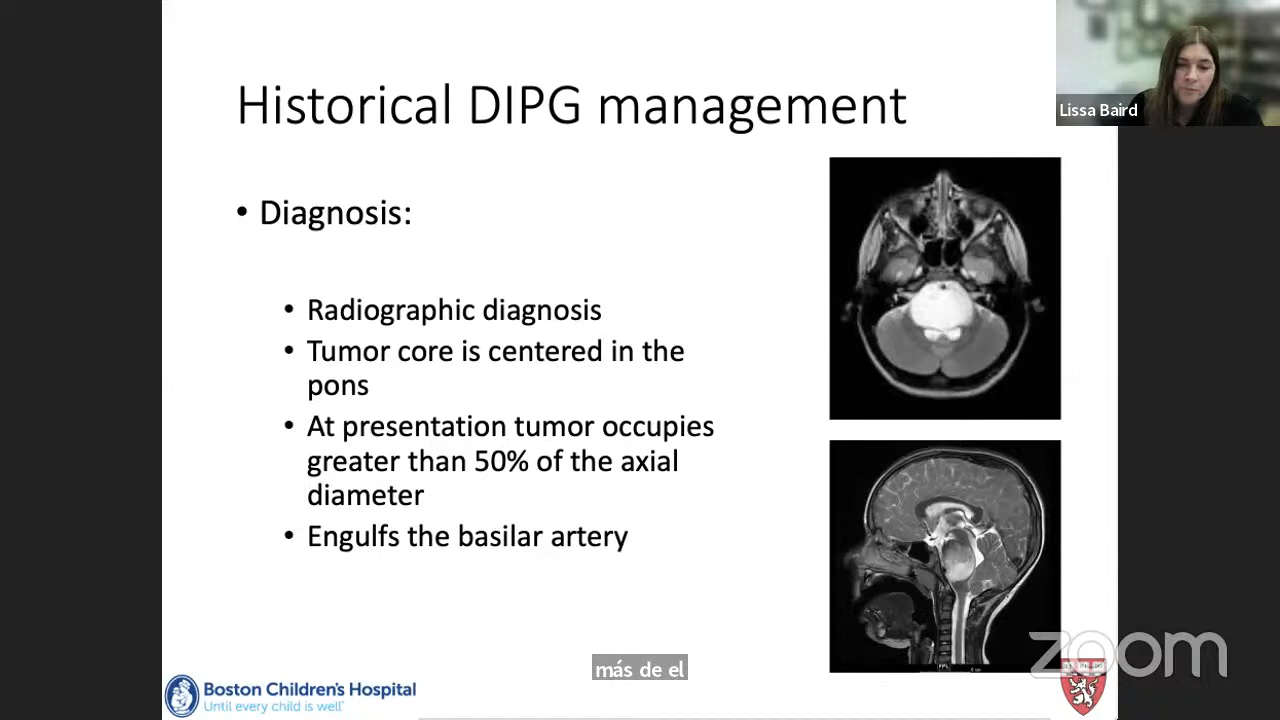 Historical DIPG management
Lissa Baird
• Diagnosis:
• Radiographic diagnosis
• Tumor core is centered in the
pons
• At presentation tumor occupies
greater than 50% of the axial
diameter
• Engulfs the basilar artery
más de el
zoom
Boston Children's Hospital
Until every child is well™